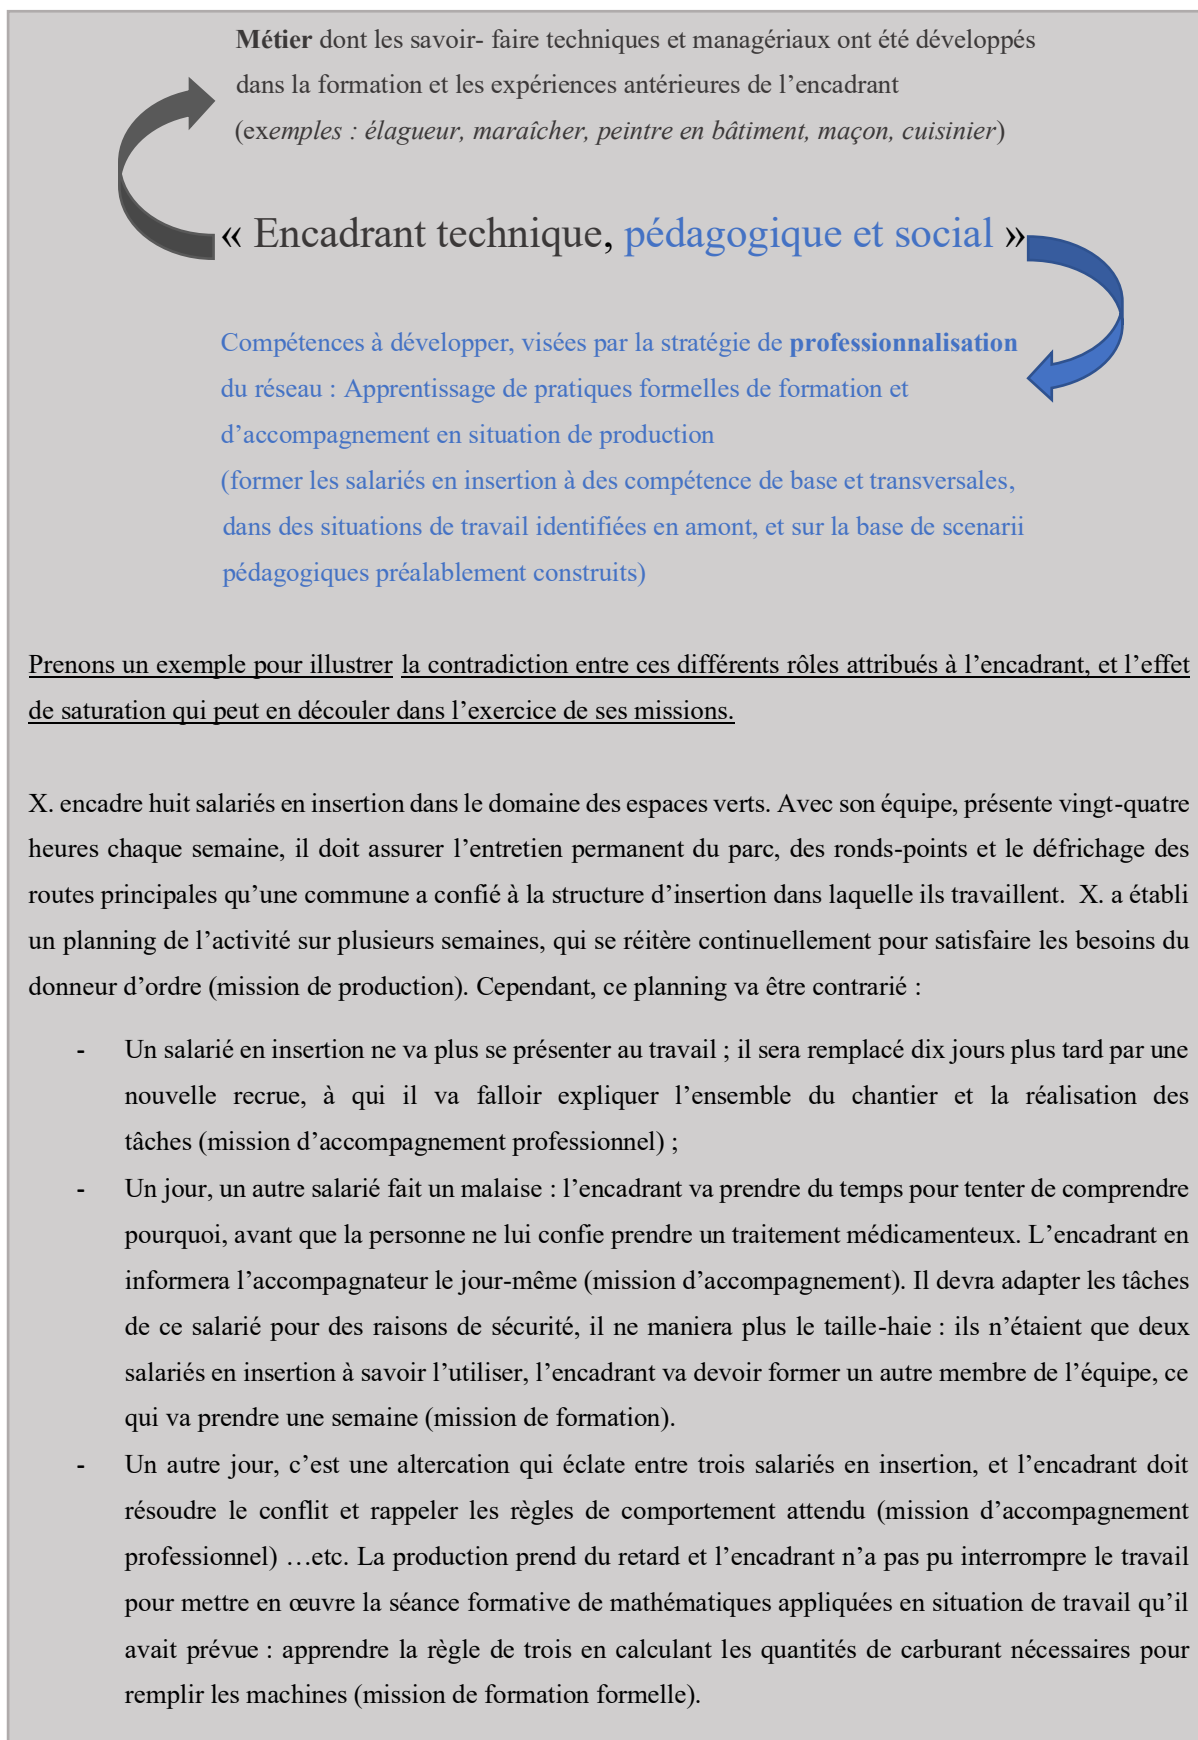 Métier dont les savoir- faire techniques et managériaux ont été développés
dans la formation et les expériences antérieures de l’encadrant
(exemples : élagueur, maraîcher, peintre en bâtiment, maçon, cuisinier)
« Encadrant technique, pédagogique et social »
Compétences à développer, visées par la stratégie de professionnalisation
du réseau : Apprentissage de pratiques formelles de formation et
d’accompagnement en situation de production
(former les salariés en insertion à des compétence de base et transversales,
dans des situations de travail identifiées en amont, et sur la base de scenarii
pédagogiques préalablement construits)
Prenons un exemple pour illustrer la contradiction entre ces différents rôles attribués à l’encadrant, et l’effet
de saturation qui peut en découler dans l’exercice de ses missions.
X. encadre huit salariés en insertion dans le domaine des espaces verts. Avec son équipe, présente vingt-quatre
heures chaque semaine, il doit assurer l’entretien permanent du parc, des ronds-points et le défrichage des
routes principales qu’une commune a confié à la structure d’insertion dans laquelle ils travaillent. X. a établi
un planning de l’activité sur plusieurs semaines, qui se réitère continuellement pour satisfaire les besoins du
donneur d’ordre (mission de production). Cependant, ce planning va être contrarié :
- Un salarié en insertion ne va plus se présenter au travail ; il sera remplacé dix jours plus tard par une
nouvelle recrue, à qui il va falloir expliquer l’ensemble du chantier et la réalisation des
tâches (mission d’accompagnement professionnel) ;
- Un jour, un autre salarié fait un malaise : l’encadrant va prendre du temps pour tenter de comprendre
pourquoi, avant que la personne ne lui confie prendre un traitement médicamenteux. L’encadrant en
informera l’accompagnateur le jour-même (mission d’accompagnement). Il devra adapter les tâches
de ce salarié pour des raisons de sécurité, il ne maniera plus le taille-haie : ils n’étaient que deux
salariés en insertion à savoir l’utiliser, l’encadrant va devoir former un autre membre de l’équipe, ce
qui va prendre une semaine (mission de formation).
- Un autre jour, c’est une altercation qui éclate entre trois salariés en insertion, et l’encadrant doit
résoudre le conflit et rappeler les règles de comportement attendu (mission d’accompagnement
professionnel) …etc. La production prend du retard et l’encadrant n’a pas pu interrompre le travail
pour mettre en œuvre la séance formative de mathématiques appliquées en situation de travail qu’il
avait prévue : apprendre la règle de trois en calculant les quantités de carburant nécessaires pour
remplir les machines (mission de formation formelle).